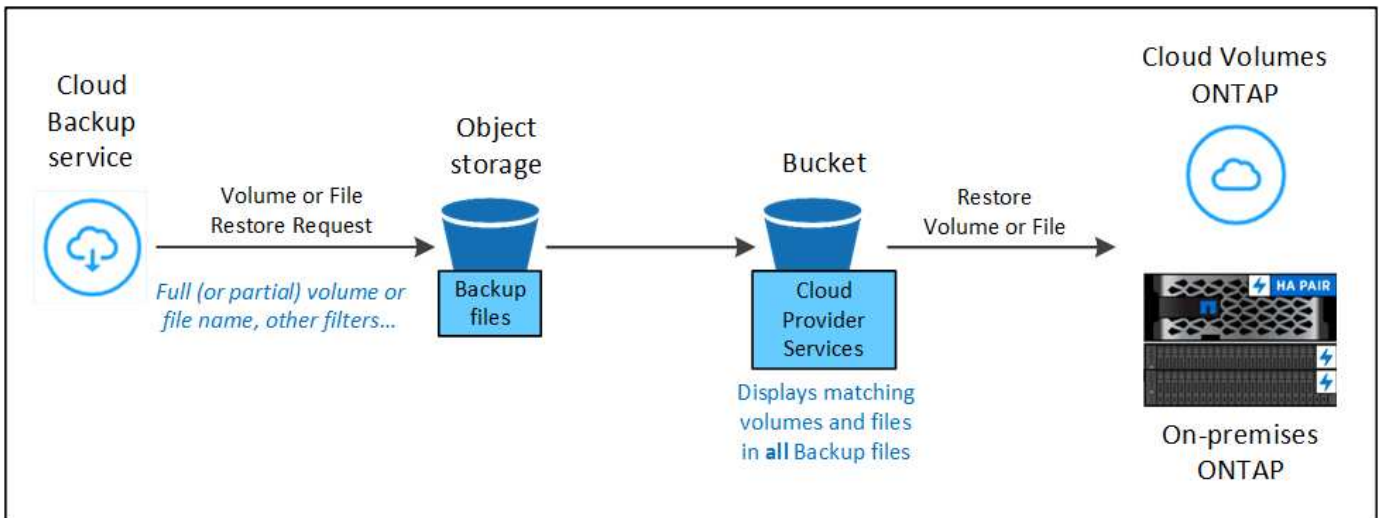 Cloud
Backup
service
Volume or File
Restore Request
Full (or partial) volume or
file name, other filters...
Object
storage
Backup
files
Bucket
Cloud
Provider
Services
Displays matching
volumes and files
in all Backup files
Restore
Volume or File
Cloud Volumes
ONTAP
HA PAIR
On-premises
ONTAP